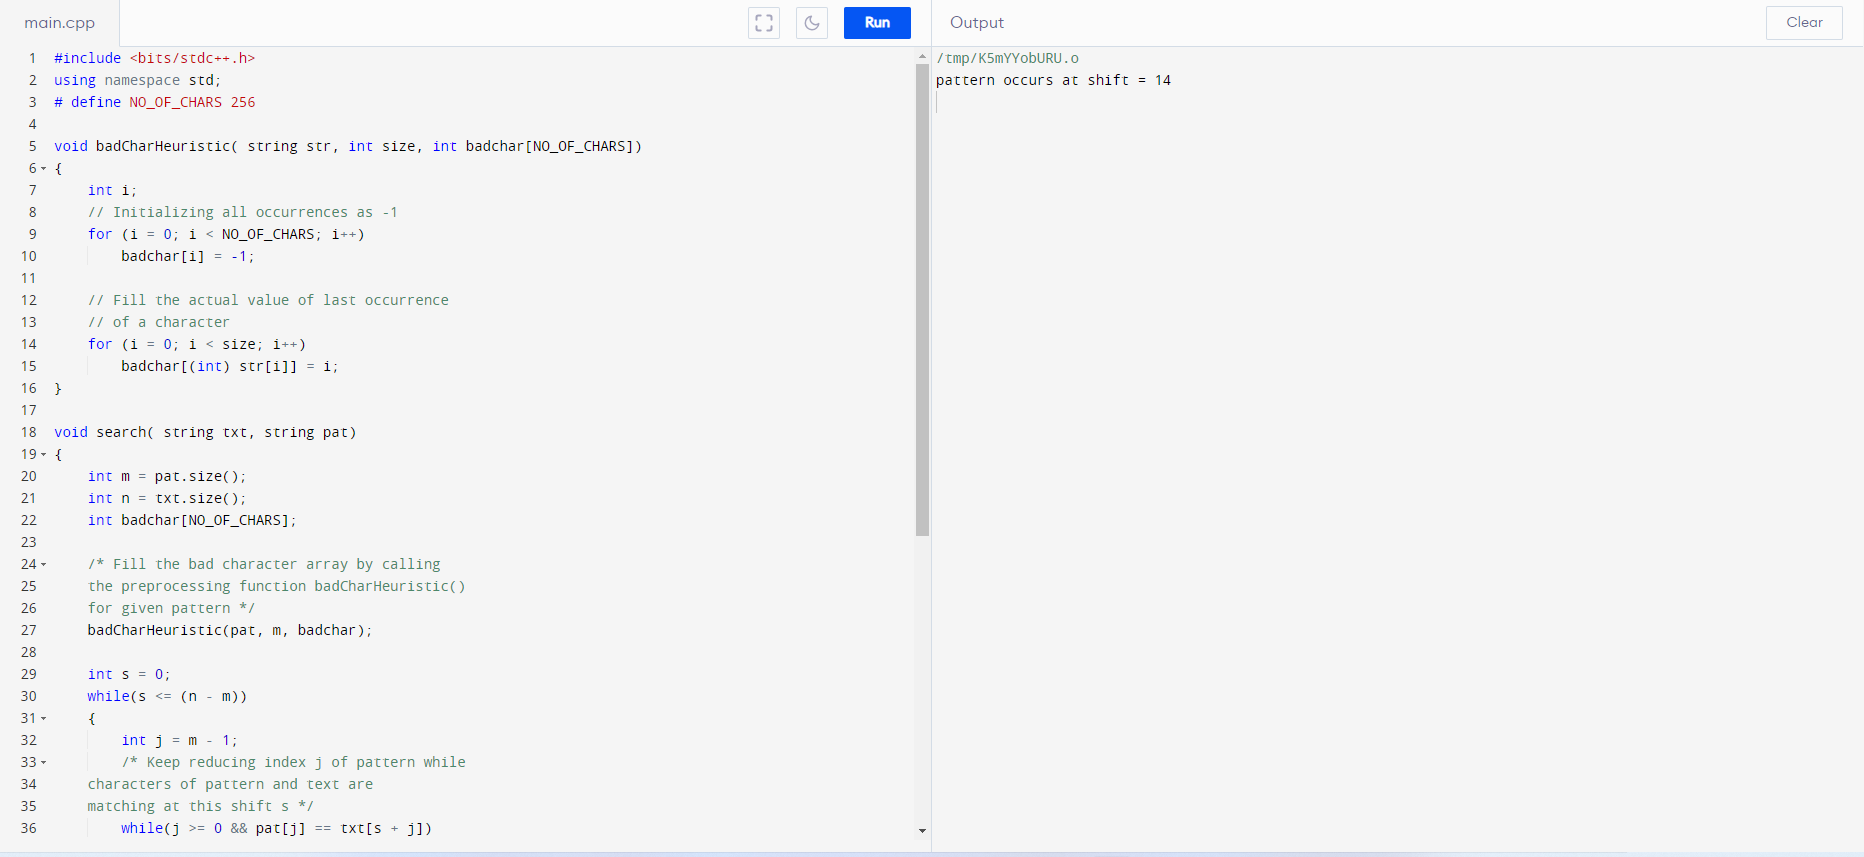 main.cpp
Run
Output
Clear
1 #include <bits/stdc++.h>
2 using namespace std;
3 # define NO_OF_CHARS 256
4
5 void badCharHeuristic( string str, int size, int badchar[NO_OF_CHARS])
6 {
7     int i;
8     // Initializing all occurrences as -1
9     for (i = 0; i < NO_OF_CHARS; i++)
10         badchar[i] = -1;
11
12     // Fill the actual value of last occurrence
13     // of a character
14     for (i = 0; i < size; i++)
15         badchar[(int) str[i]] = i;
16 }
17
18 void search( string txt, string pat)
19 {
20     int m = pat.size();
21     int n = txt.size();
22     int badchar[NO_OF_CHARS];
23
24     /* Fill the bad character array by calling
25     the preprocessing function badCharHeuristic()
26     for given pattern */
27     badCharHeuristic(pat, m, badchar);
28
29     int s = 0;
30     while(s <= (n - m))
31     {
32         int j = m - 1;
33         /* Keep reducing index j of pattern while
34     characters of pattern and text are
35     matching at this shift s */
36         while(j >= 0 && pat[j] == txt[s + j])
/tmp/K5mYYobURU.o
pattern occurs at shift = 14